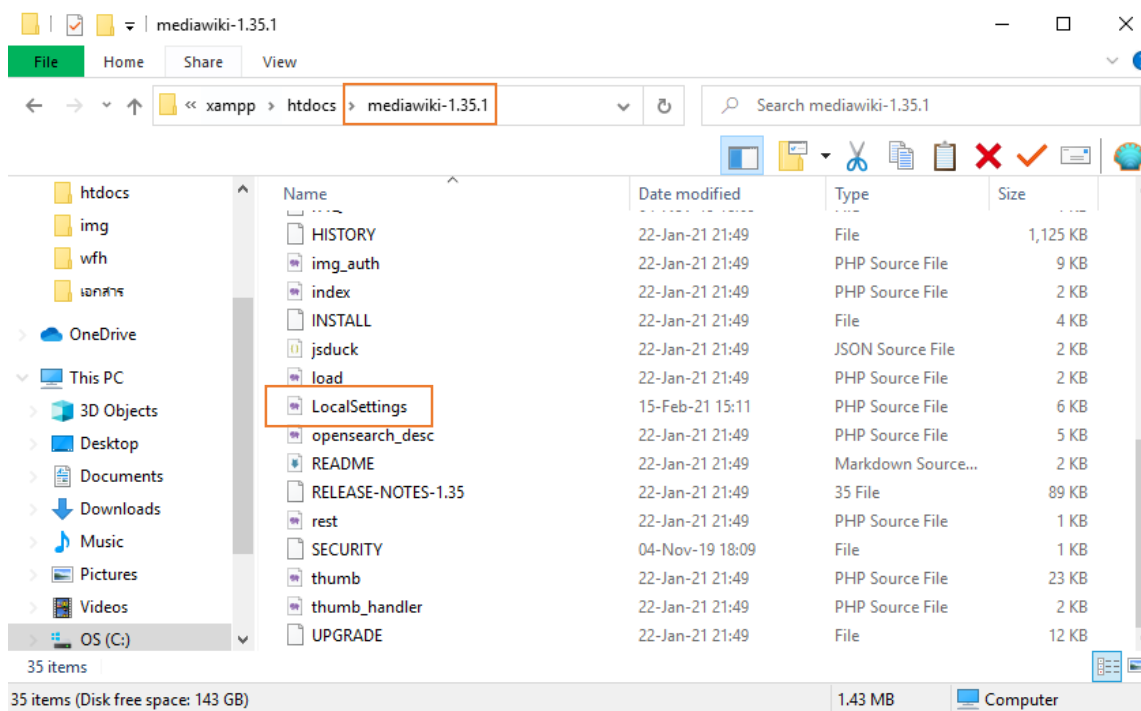 mediawiki-1.35.1
File Home Share View
« xampp > htdocs > mediawiki-1.35.1 Search mediawiki-1.35.1
htdocs
img
wfh
เอกสาร
OneDrive
This PC
3D Objects
Desktop
Documents
Downloads
Music
Pictures
Videos
OS (C:)
Name Date modified Type Size
HISTORY 22-Jan-21 21:49 File 1,125 KB
img_auth 22-Jan-21 21:49 PHP Source File 9 KB
index 22-Jan-21 21:49 PHP Source File 2 KB
INSTALL 22-Jan-21 21:49 File 4 KB
jsduck 22-Jan-21 21:49 JSON Source File 2 KB
load 22-Jan-21 21:49 PHP Source File 2 KB
LocalSettings 15-Feb-21 15:11 PHP Source File 6 KB
opensearch_desc 22-Jan-21 21:49 PHP Source File 5 KB
README 22-Jan-21 21:49 Markdown Source... 2 KB
RELEASE-NOTES-1.35 22-Jan-21 21:49 35 File 89 KB
rest 22-Jan-21 21:49 PHP Source File 1 KB
SECURITY 04-Nov-19 18:09 File 1 KB
thumb 22-Jan-21 21:49 PHP Source File 23 KB
thumb_handler 22-Jan-21 21:49 PHP Source File 2 KB
UPGRADE 22-Jan-21 21:49 File 12 KB
35 items
35 items (Disk free space: 143 GB) 1.43 MB Computer